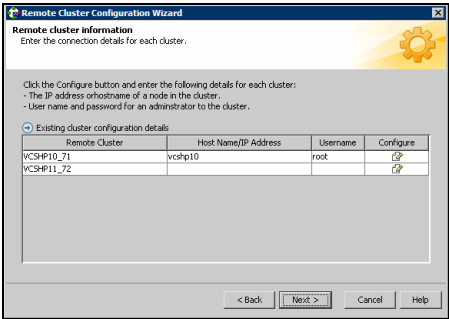 Remote Cluster Configuration Wizard
Remote cluster information
Enter the connection details for each cluster.
Click the Configure button and enter the following details for each cluster:
- The IP address orhostname of a node in the cluster.
- User name and password for an adminstrator to the cluster.
Existing cluster configuration details
Remote Cluster Host Name/IP Address Username Configure
VCSHP10_71 vcshp10 root
VCSHP11_72
< Back Next > Cancel Help